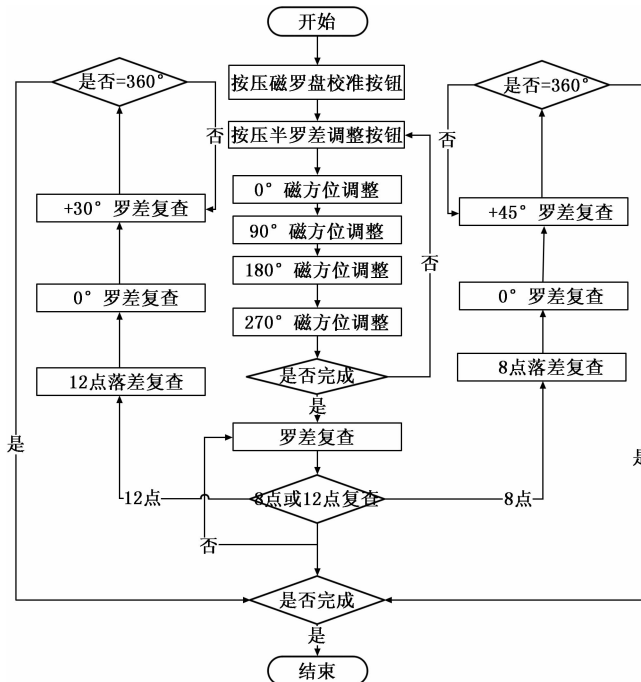 开始
是否=360°
按压磁罗盘校准按钮
是否=360°
否
按压半罗差调整按钮
否
0° 磁方位调整
+30° 罗差复查
+45° 罗差复查
90° 磁方位调整
180° 磁方位调整
否
0° 罗差复查
0° 罗差复查
270° 磁方位调整
12点落差复查
是否完成
8点落差复查
是
是
罗差复查
是
12点
8点或12点复查
8点
否
是否完成
是
结束